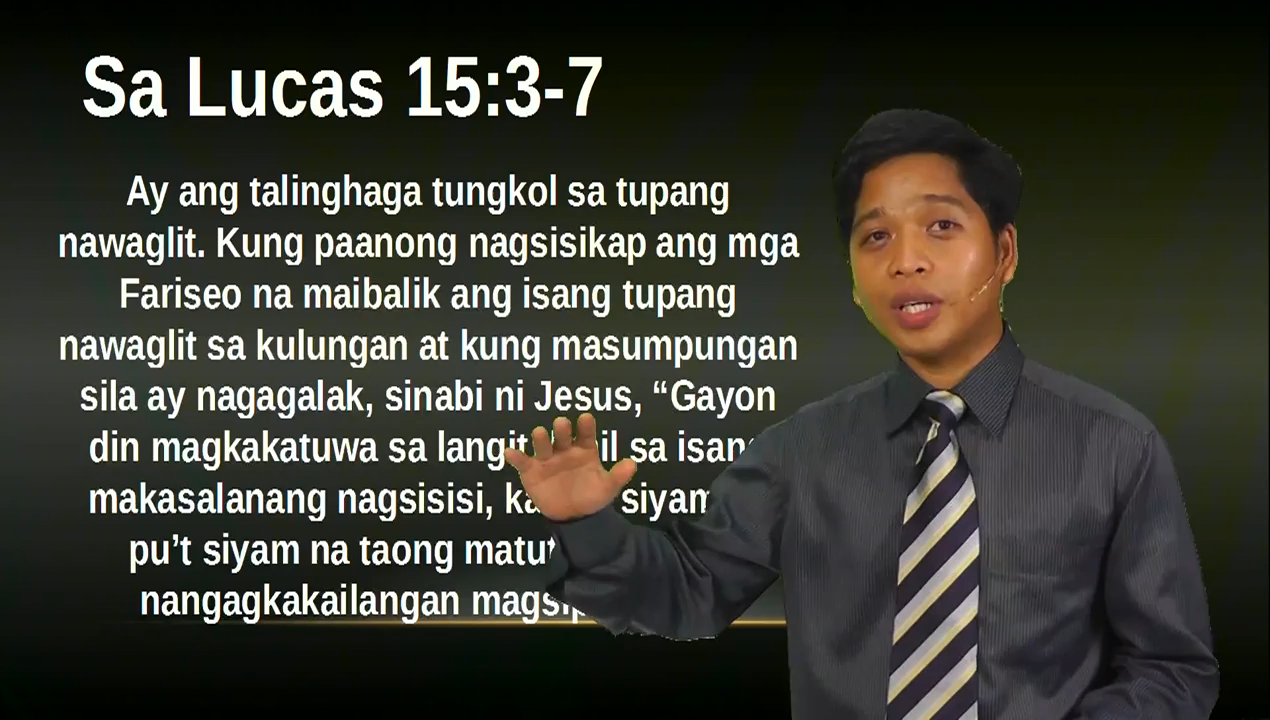 Sa Lucas 15:3-7
Ay ang talinghaga tungkol sa tupang
nawaglit. Kung paanong nagsisikap ang mga
Fariseo na maibalik ang isang tupang
nawaglit sa kulungan at kung masumpungan
sila ay nagagalak, sinabi ni Jesus, “Gayon
din magkakatuwa sa langit sa
makasalanang nagsisisi,
pu’t siyam na taong
nangagkakailangan